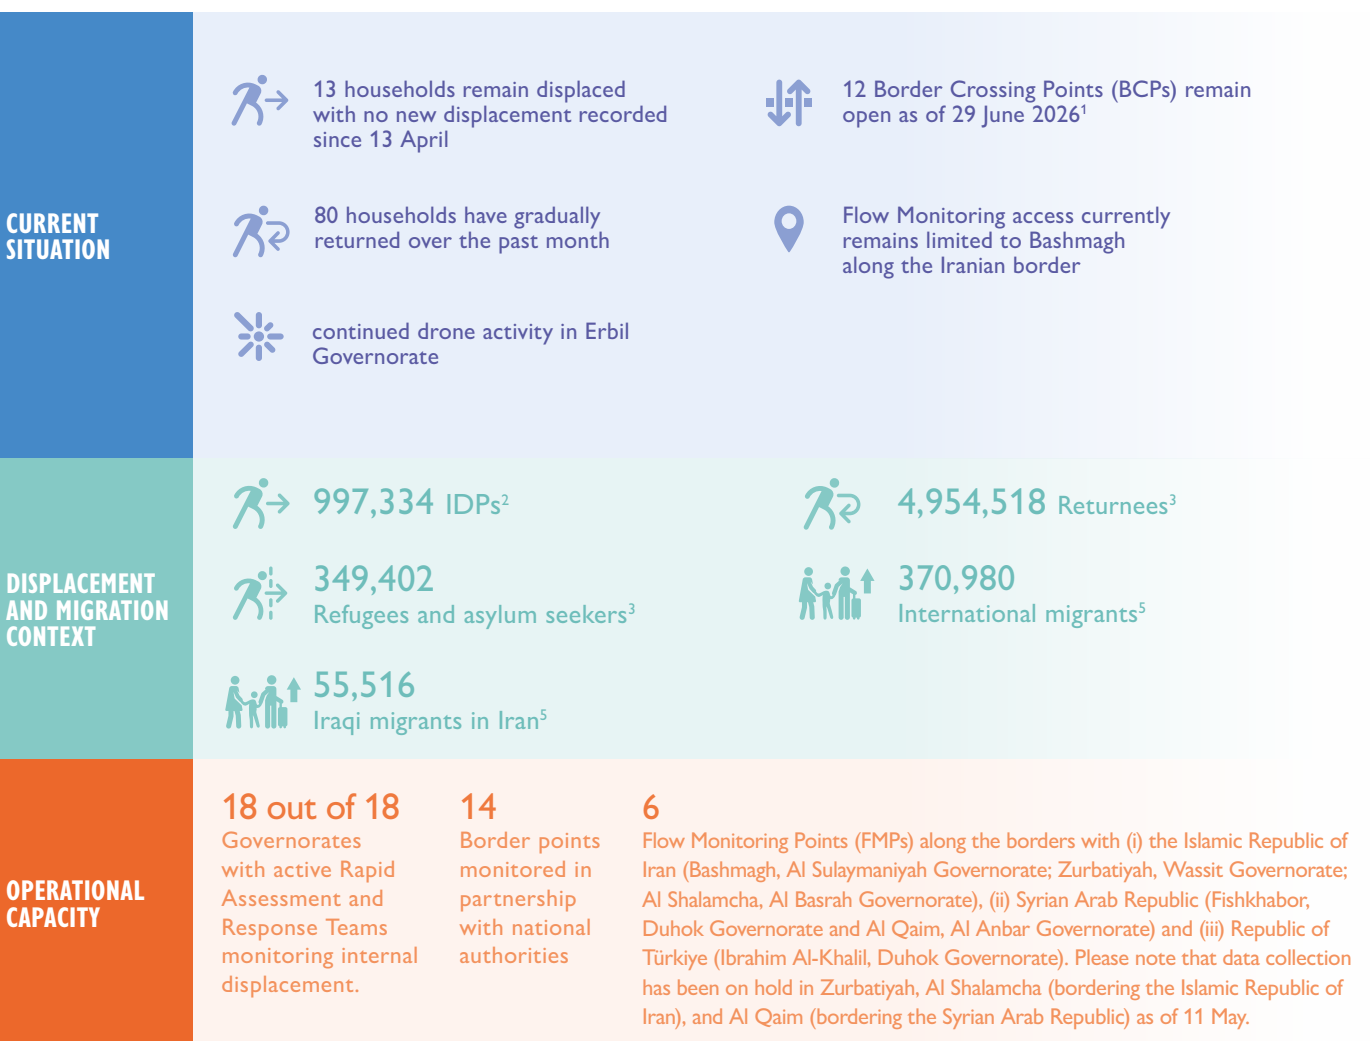 CURRENT
SITUATION
13 households remain displaced
with no new displacement recorded
since 13 April
12 Border Crossing Points (BCPs) remain
open as of 29 June 2026¹
80 households have gradually
returned over the past month
Flow Monitoring access currently
remains limited to Bashmagh
along the Iranian border
continued drone activity in Erbil
Governorate
DISPLACEMENT
AND MIGRATION
CONTEXT
997,334 IDPs²
4,954,518 Returnees³
349,402
Refugees and asylum seekers³
370,980
International migrants⁵
55,516
Iraqi migrants in Iran⁵
OPERATIONAL
CAPACITY
18 out of 18
Governorates
with active Rapid
Assessment and
Response Teams
monitoring internal
displacement.
14
Border points
monitored in
partnership
with national
authorities
6
Flow Monitoring Points (FMPs) along the borders with (i) the Islamic Republic of
Iran (Bashmagh, Al Sulaymaniyah Governorate; Zurbatiyah, Wassit Governorate;
Al Shalamcha, Al Basrah Governorate), (ii) Syrian Arab Republic (Fishkhabor,
Duhok Governorate and Al Qaim, Al Anbar Governorate) and (iii) Republic of
Türkiye (Ibrahim Al-Khalil, Duhok Governorate). Please note that data collection
has been on hold in Zurbatiyah, Al Shalamcha (bordering the Islamic Republic of
Iran), and Al Qaim (bordering the Syrian Arab Republic) as of 11 May.